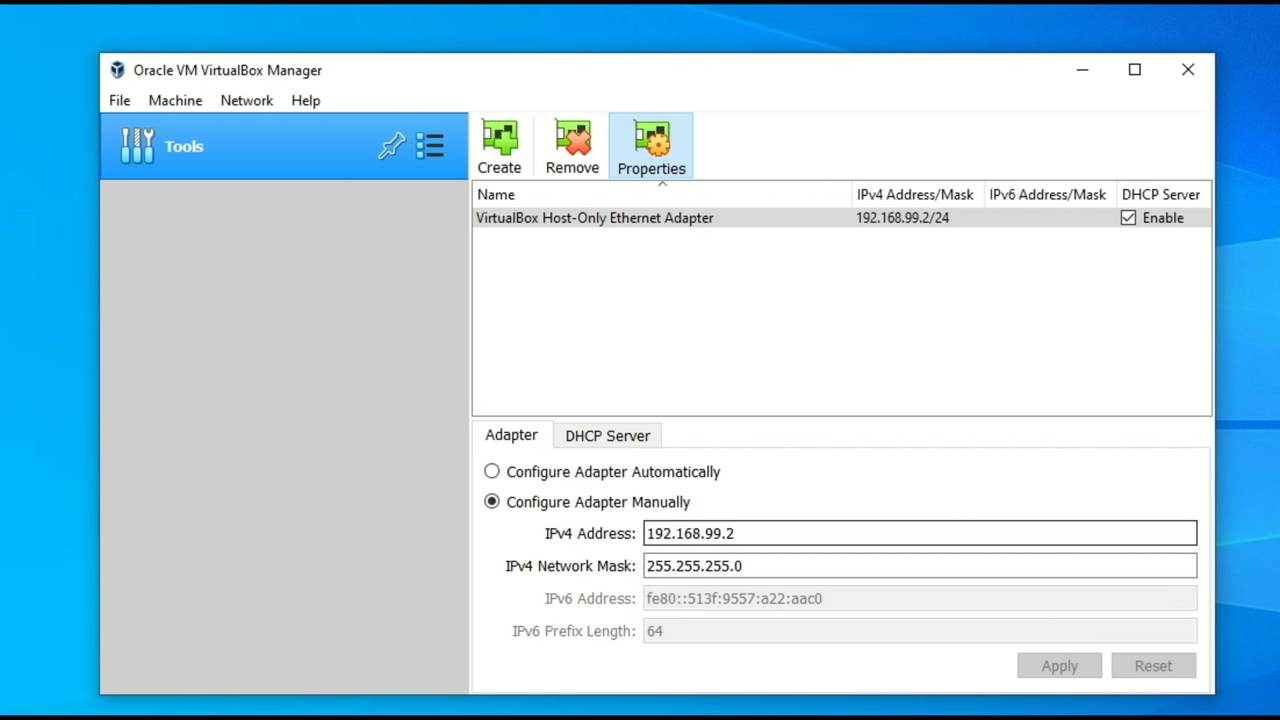 Oracle VM VirtualBox Manager
File Machine Network Help
Tools
Create Remove Properties
Name IPv4 Address/Mask IPv6 Address/Mask DHCP Server
VirtualBox Host-Only Ethernet Adapter 192.168.99.2/24 Enable
Adapter DHCP Server
Configure Adapter Automatically
Configure Adapter Manually
IPv4 Address: 192.168.99.2
IPv4 Network Mask: 255.255.255.0
IPv6 Address: fe80::513f:9557:a22:aac0
IPv6 Prefix Length: 64
Apply Reset